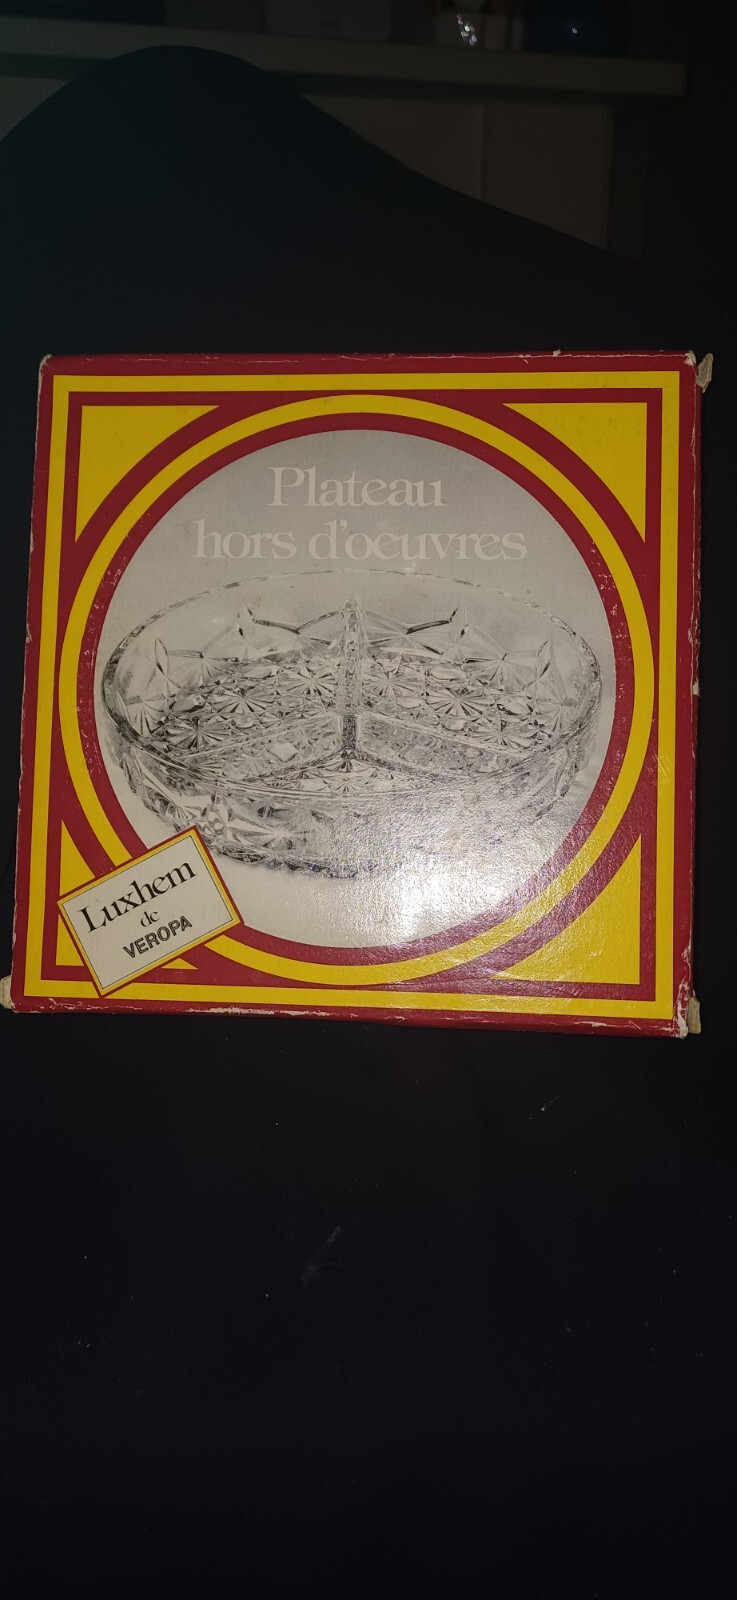 Plateau
hors d'oeuvres
Luxhem
de
VEROPA